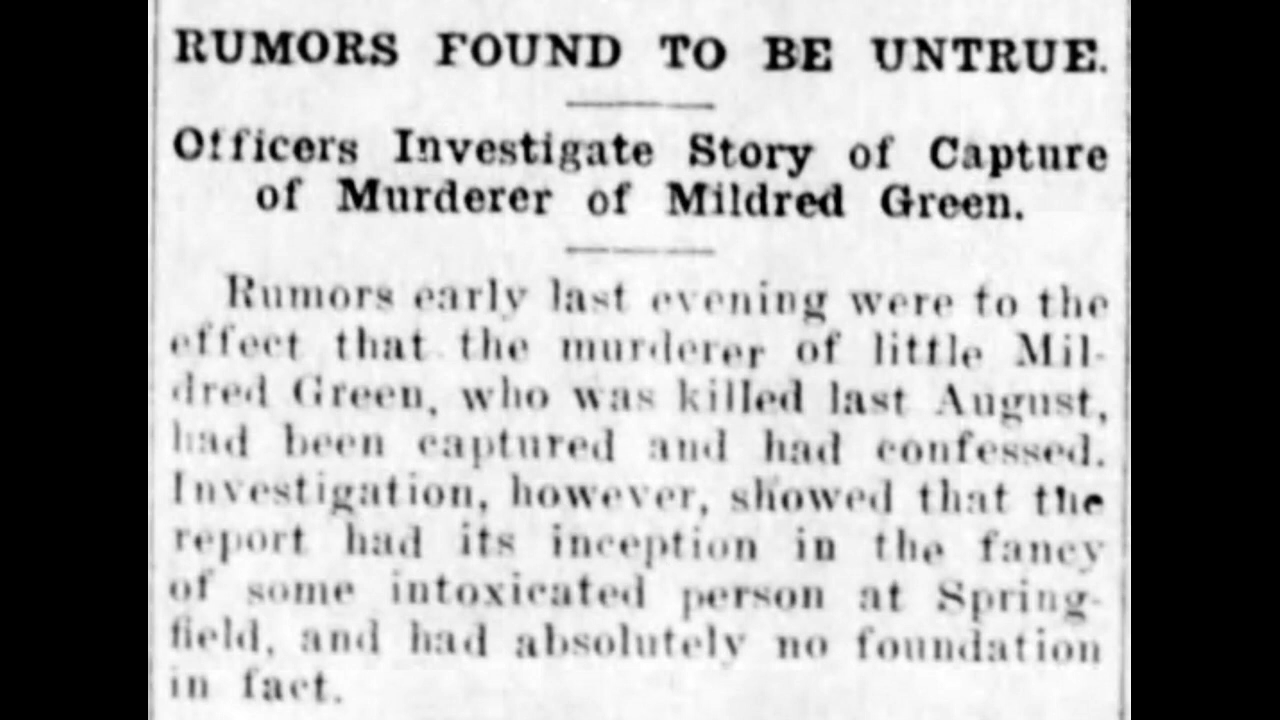 RUMORS FOUND TO BE UNTRUE.
Officers Investigate Story of Capture
of Murderer of Mildred Green.
Rumors early last evening were to the
effect that the murderer of little Mil-
dred Green, who was killed last August,
had been captured and had confessed.
Investigation, however, showed that the
report had its inception in the fancy
of some intoxicated person at Spring-
field, and had absolutely no foundation
in fact.